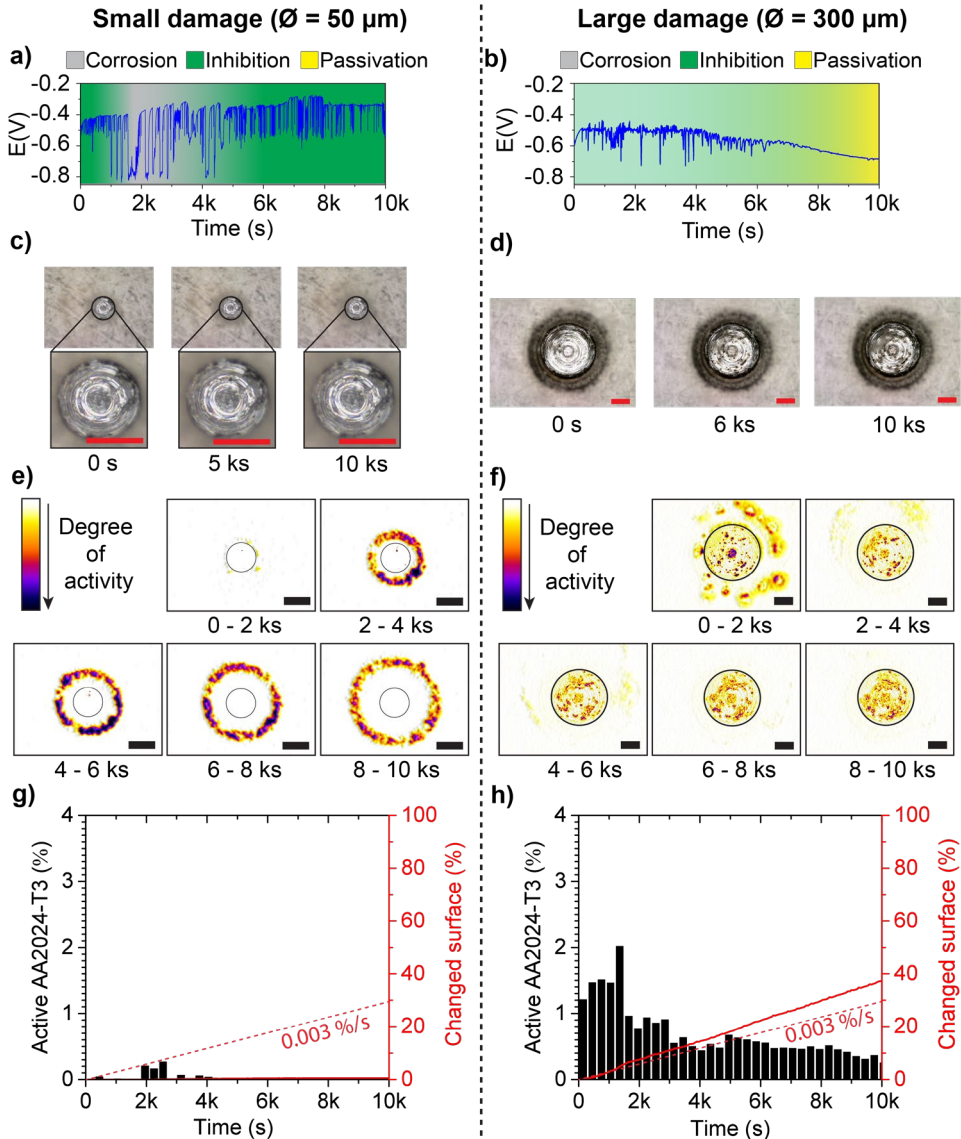 Small damage (Ø = 50 µm)
Large damage (Ø = 300 µm)
a)
Corrosion Inhibition Passivation
E(V)
-0.2
-0.4
-0.6
-0.8
0 2k 4k 6k 8k 10k
Time (s)
b)
Corrosion Inhibition Passivation
E(V)
-0.2
-0.4
-0.6
-0.8
0 2k 4k 6k 8k 10k
Time (s)
c)
0 s 5 ks 10 ks
d)
0 s 6 ks 10 ks
e)
Degree
of
activity
0 - 2 ks 2 - 4 ks
4 - 6 ks 6 - 8 ks 8 - 10 ks
f)
Degree
of
activity
0 - 2 ks 2 - 4 ks
4 - 6 ks 6 - 8 ks 8 - 10 ks
g)
Active AA2024-T3 (%)
4
3
2
1
0
0.003 %/s
100
80
60
40
20
0
Changed surface (%)
0 2k 4k 6k 8k 10k
Time (s)
h)
Active AA2024-T3 (%)
4
3
2
1
0
0.003 %/s
100
80
60
40
20
0
Changed surface (%)
0 2k 4k 6k 8k 10k
Time (s)